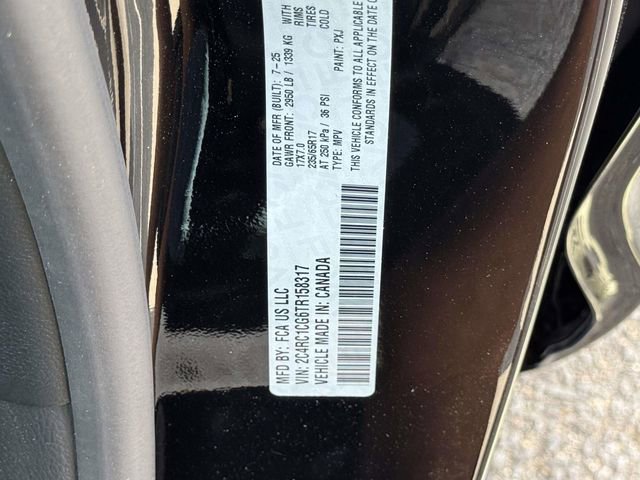 MFD BY: FCA US LLC
DATE OF MFR (BUILT): 7-25
GAWR FRONT: 2950 LB / 1339 KG WITH
17X7.0 RIMS
235/65R17 TIRES
AT 250 kPa / 36 PSI COLD
VIN: 2C4RC1CG6TR158317
TYPE: MPV
PAINT: PXJ
VEHICLE MADE IN: CANADA
THIS VEHICLE CONFORMS TO ALL APPLICABLE
STANDARDS IN EFFECT ON THE DATE OF